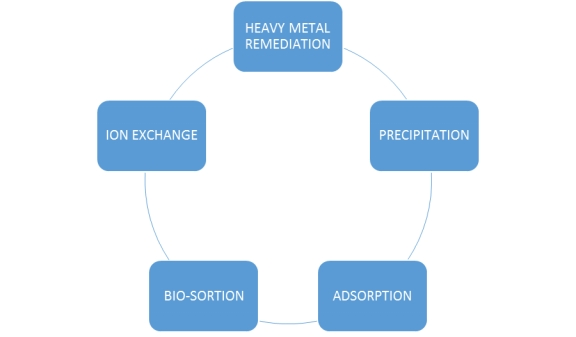 HEAVY METAL
REMEDIATION
ION EXCHANGE
PRECIPITATION
BIO-SORTION
ADSORPTION